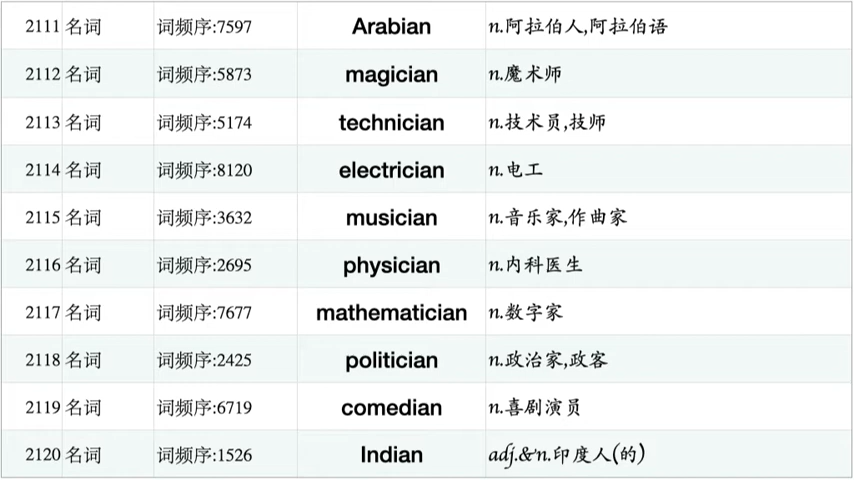 2111 名词 词频序:7597 Arabian n.阿拉伯人,阿拉伯语
2112 名词 词频序:5873 magician n.魔术师
2113 名词 词频序:5174 technician n.技术员,技师
2114 名词 词频序:8120 electrician n.电工
2115 名词 词频序:3632 musician n.音乐家,作曲家
2116 名词 词频序:2695 physician n.内科医生
2117 名词 词频序:7677 mathematician n.数字家
2118 名词 词频序:2425 politician n.政治家,政客
2119 名词 词频序:6719 comedian n.喜剧演员
2120 名词 词频序:1526 Indian adj.&n.印度人(的)